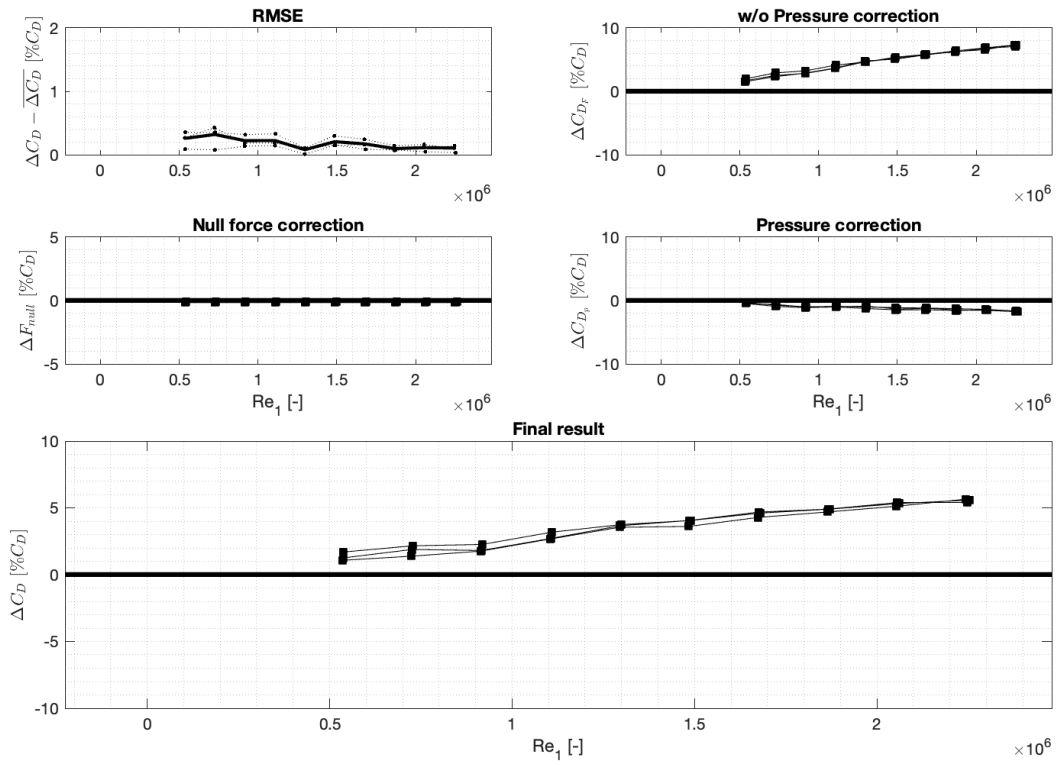 RMSE
ΔC_D − \overline{ΔC_D} [%C_D]
2
1
0
0 0.5 1 1.5 2
×10^6
w/o Pressure correction
ΔC_{D_F} [%C_D]
10
0
-10
0 0.5 1 1.5 2
×10^6
Null force correction
ΔF_{null} [%C_D]
5
0
-5
0 0.5 1 1.5 2
Re_1 [-]
×10^6
Pressure correction
ΔC_{D_p} [%C_D]
10
0
-10
0 0.5 1 1.5 2
Re_1 [-]
×10^6
Final result
ΔC_D [%C_D]
10
5
0
-5
-10
0 0.5 1 1.5 2
Re_1 [-]
×10^6